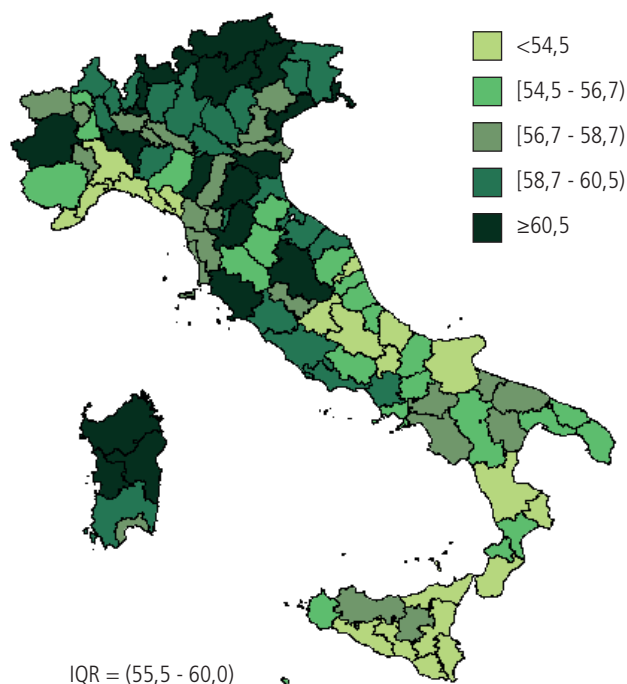 <54,5
[54,5 - 56,7)
[56,7 - 58,7)
[58,7 - 60,5)
≥60,5
IQR = (55,5 - 60,0)